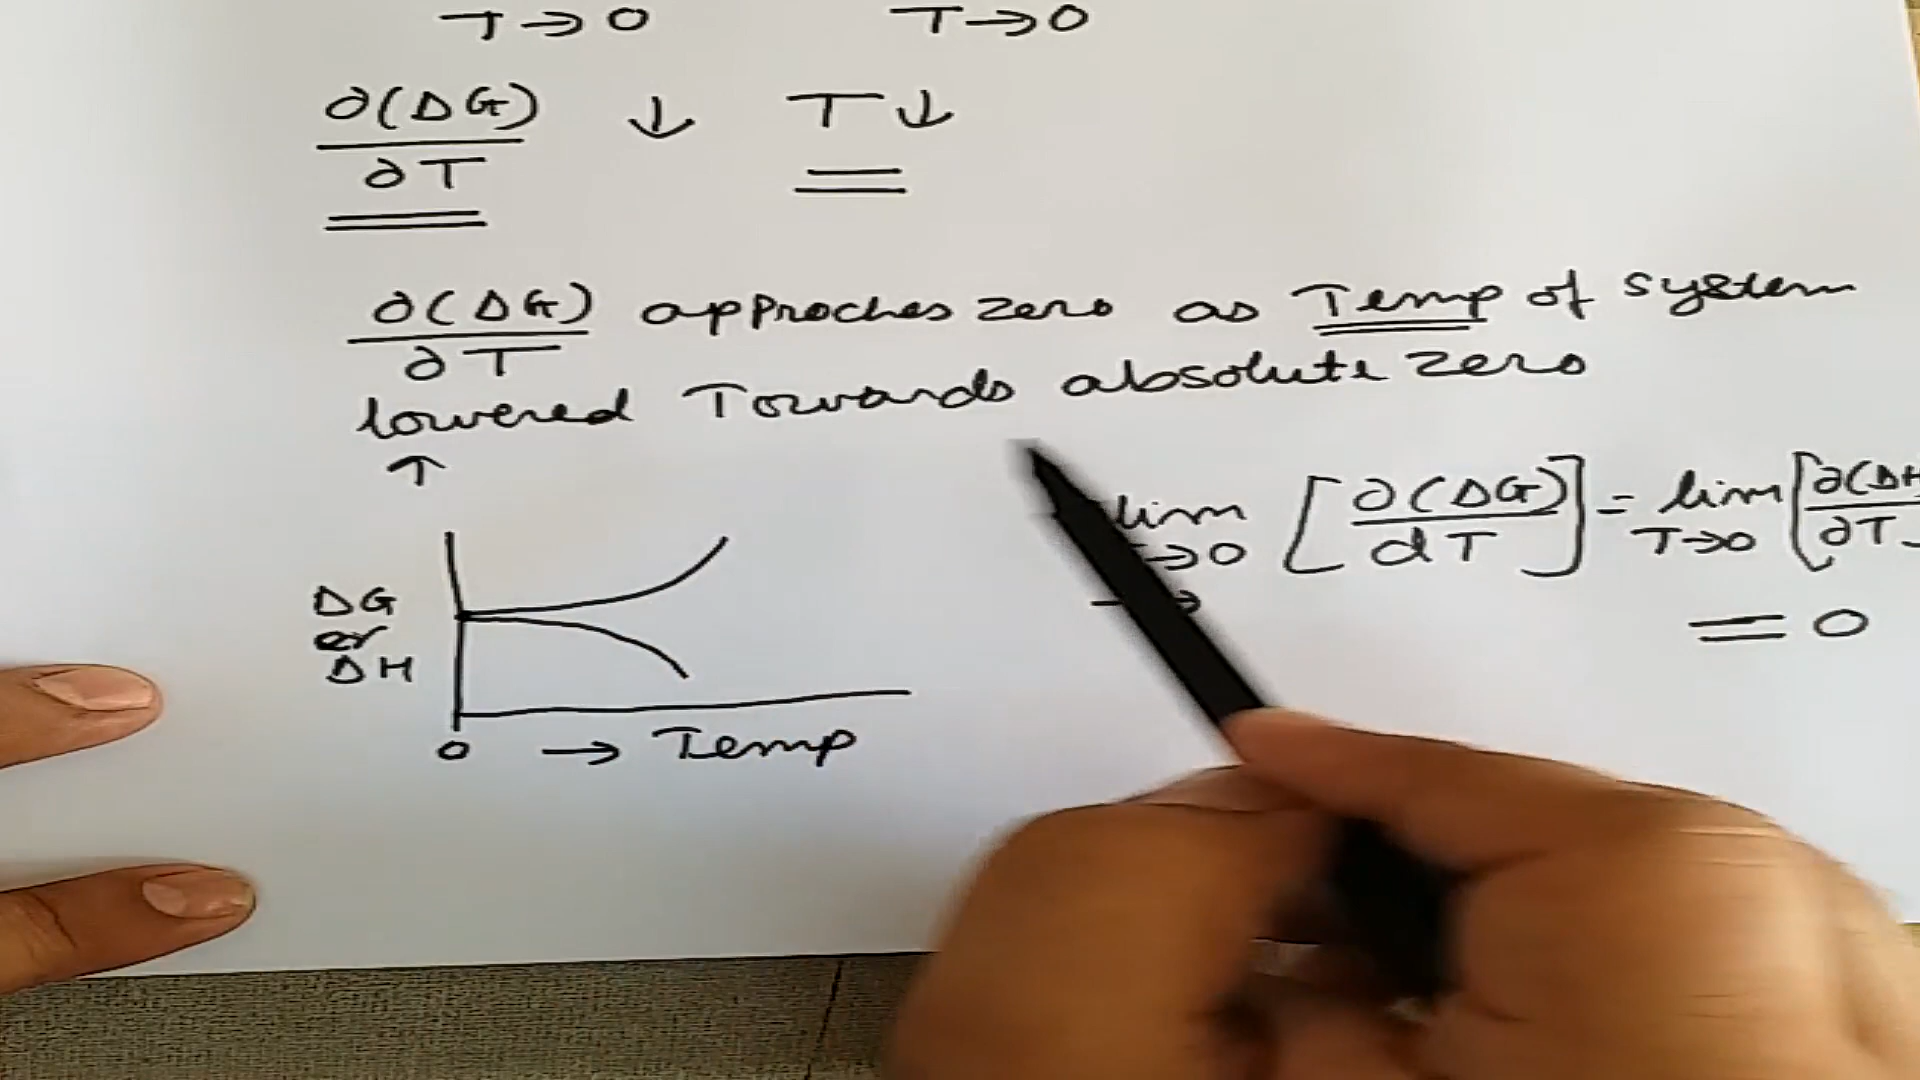 T→0 T→0
∂(ΔG) ↓ T↓
∂T
∂(ΔG) approches zero as Temp of system
∂T
lowered Towards absolute zero
↑
lim [∂(ΔG) / dT] = lim [∂(ΔH / ∂T
→0 T→0
= 0
ΔG
or
ΔH
0 → Temp